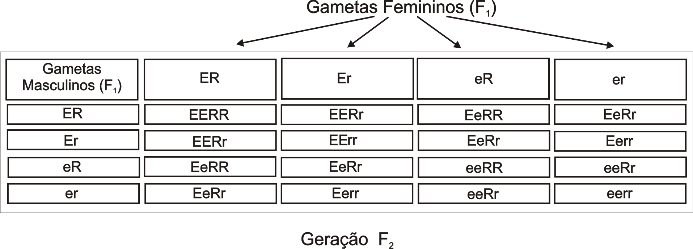 Gametas Femininos (F1)
Gametas
Masculinos (F1)
ER Er eR er
ER EERR EERr EeRR EeRr
Er EERr EErr EeRr Eerr
eR EeRR EeRr eeRR eeRr
er EeRr Eerr eeRr eerr
Geração F2